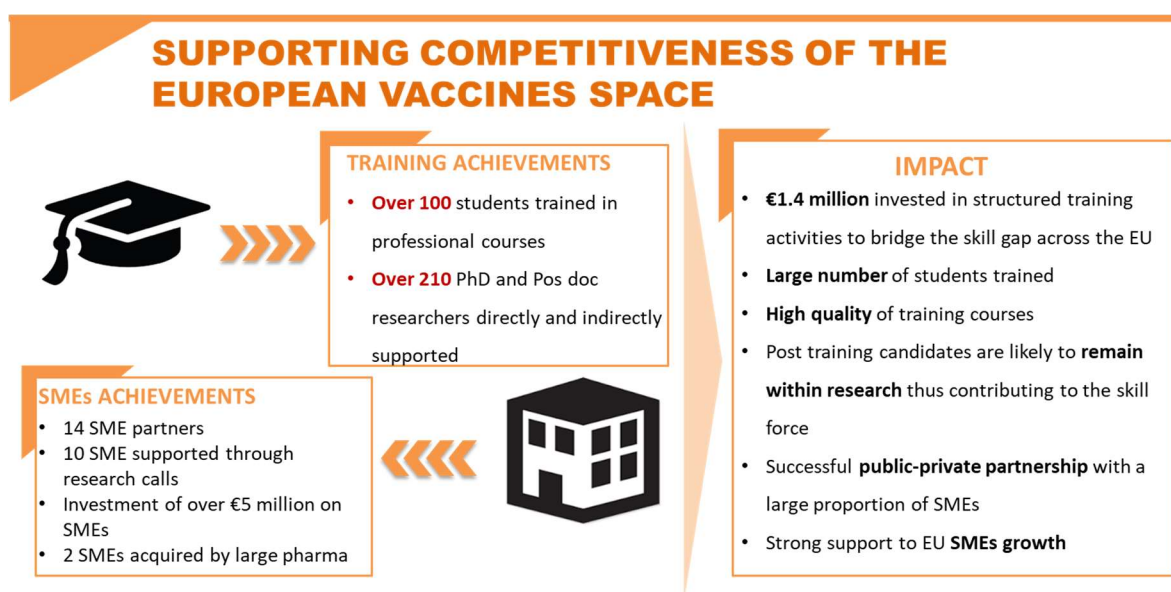 SUPPORTING COMPETITIVENESS OF THE
EUROPEAN VACCINES SPACE
TRAINING ACHIEVEMENTS
• Over 100 students trained in
professional courses
• Over 210 PhD and Pos doc
researchers directly and indirectly
supported
SMEs ACHIEVEMENTS
• 14 SME partners
• 10 SME supported through
research calls
• Investment of over €5 million on
SMEs
• 2 SMEs acquired by large pharma
IMPACT
• €1.4 million invested in structured training
activities to bridge the skill gap across the EU
• Large number of students trained
• High quality of training courses
• Post training candidates are likely to remain
within research thus contributing to the skill
force
• Successful public-private partnership with a
large proportion of SMEs
• Strong support to EU SMEs growth